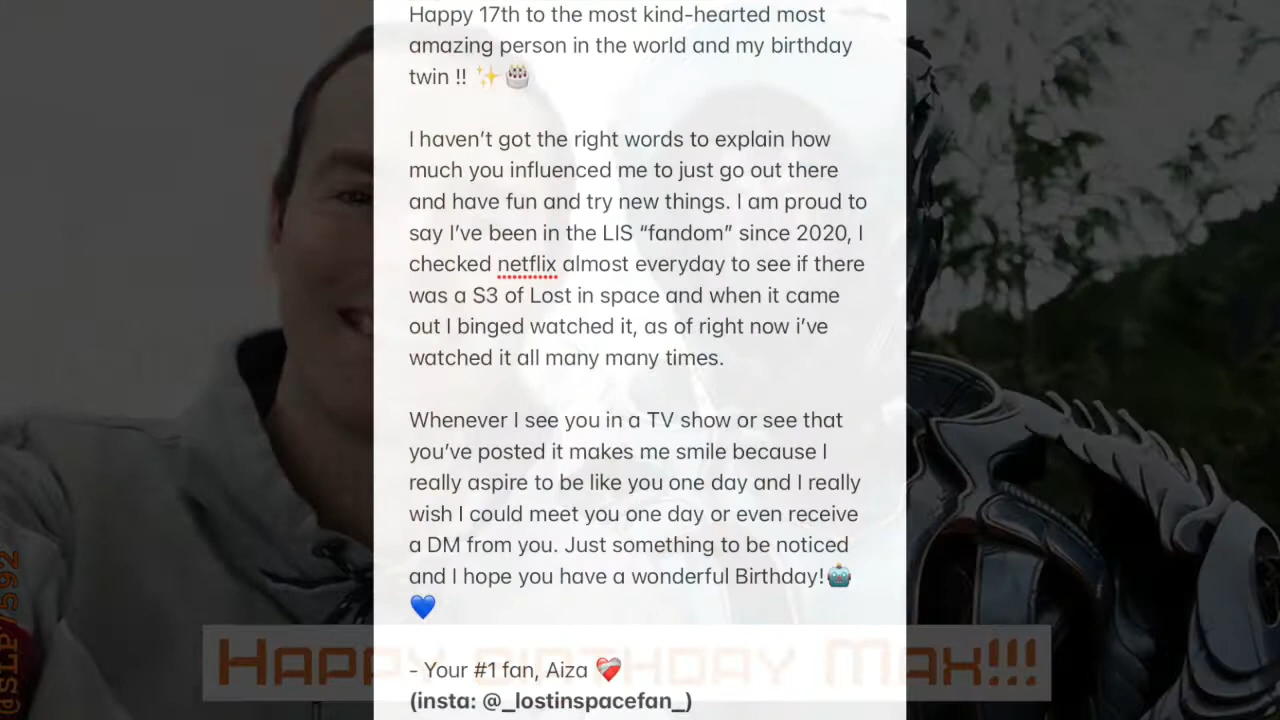 Happy 17th to the most kind-hearted most
amazing person in the world and my birthday
twin !! ✨🎂
I haven’t got the right words to explain how
much you influenced me to just go out there
and have fun and try new things. I am proud to
say I’ve been in the LIS “fandom” since 2020, I
checked netflix almost everyday to see if there
was a S3 of Lost in space and when it came
out I binged watched it, as of right now i’ve
watched it all many many times.
Whenever I see you in a TV show or see that
you’ve posted it makes me smile because I
really aspire to be like you one day and I really
wish I could meet you one day or even receive
a DM from you. Just something to be noticed
and I hope you have a wonderful Birthday!🤖
💙
Happy Birthday Max!!!
- Your #1 fan, Aiza ❤️‍🩹
(insta: @_lostinspacefan_)
@SLP7592